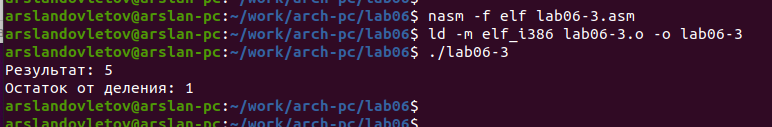 arslandovletov@arslan-pc:~/work/arch-pc/lab06$ nasm -f elf lab06-3.asm
arslandovletov@arslan-pc:~/work/arch-pc/lab06$ ld -m elf_i386 lab06-3.o -o lab06-3
arslandovletov@arslan-pc:~/work/arch-pc/lab06$ ./lab06-3
Результат: 5
Остаток от деления: 1
arslandovletov@arslan-pc:~/work/arch-pc/lab06$
arslandovletov@arslan-pc:~/work/arch-pc/lab06$